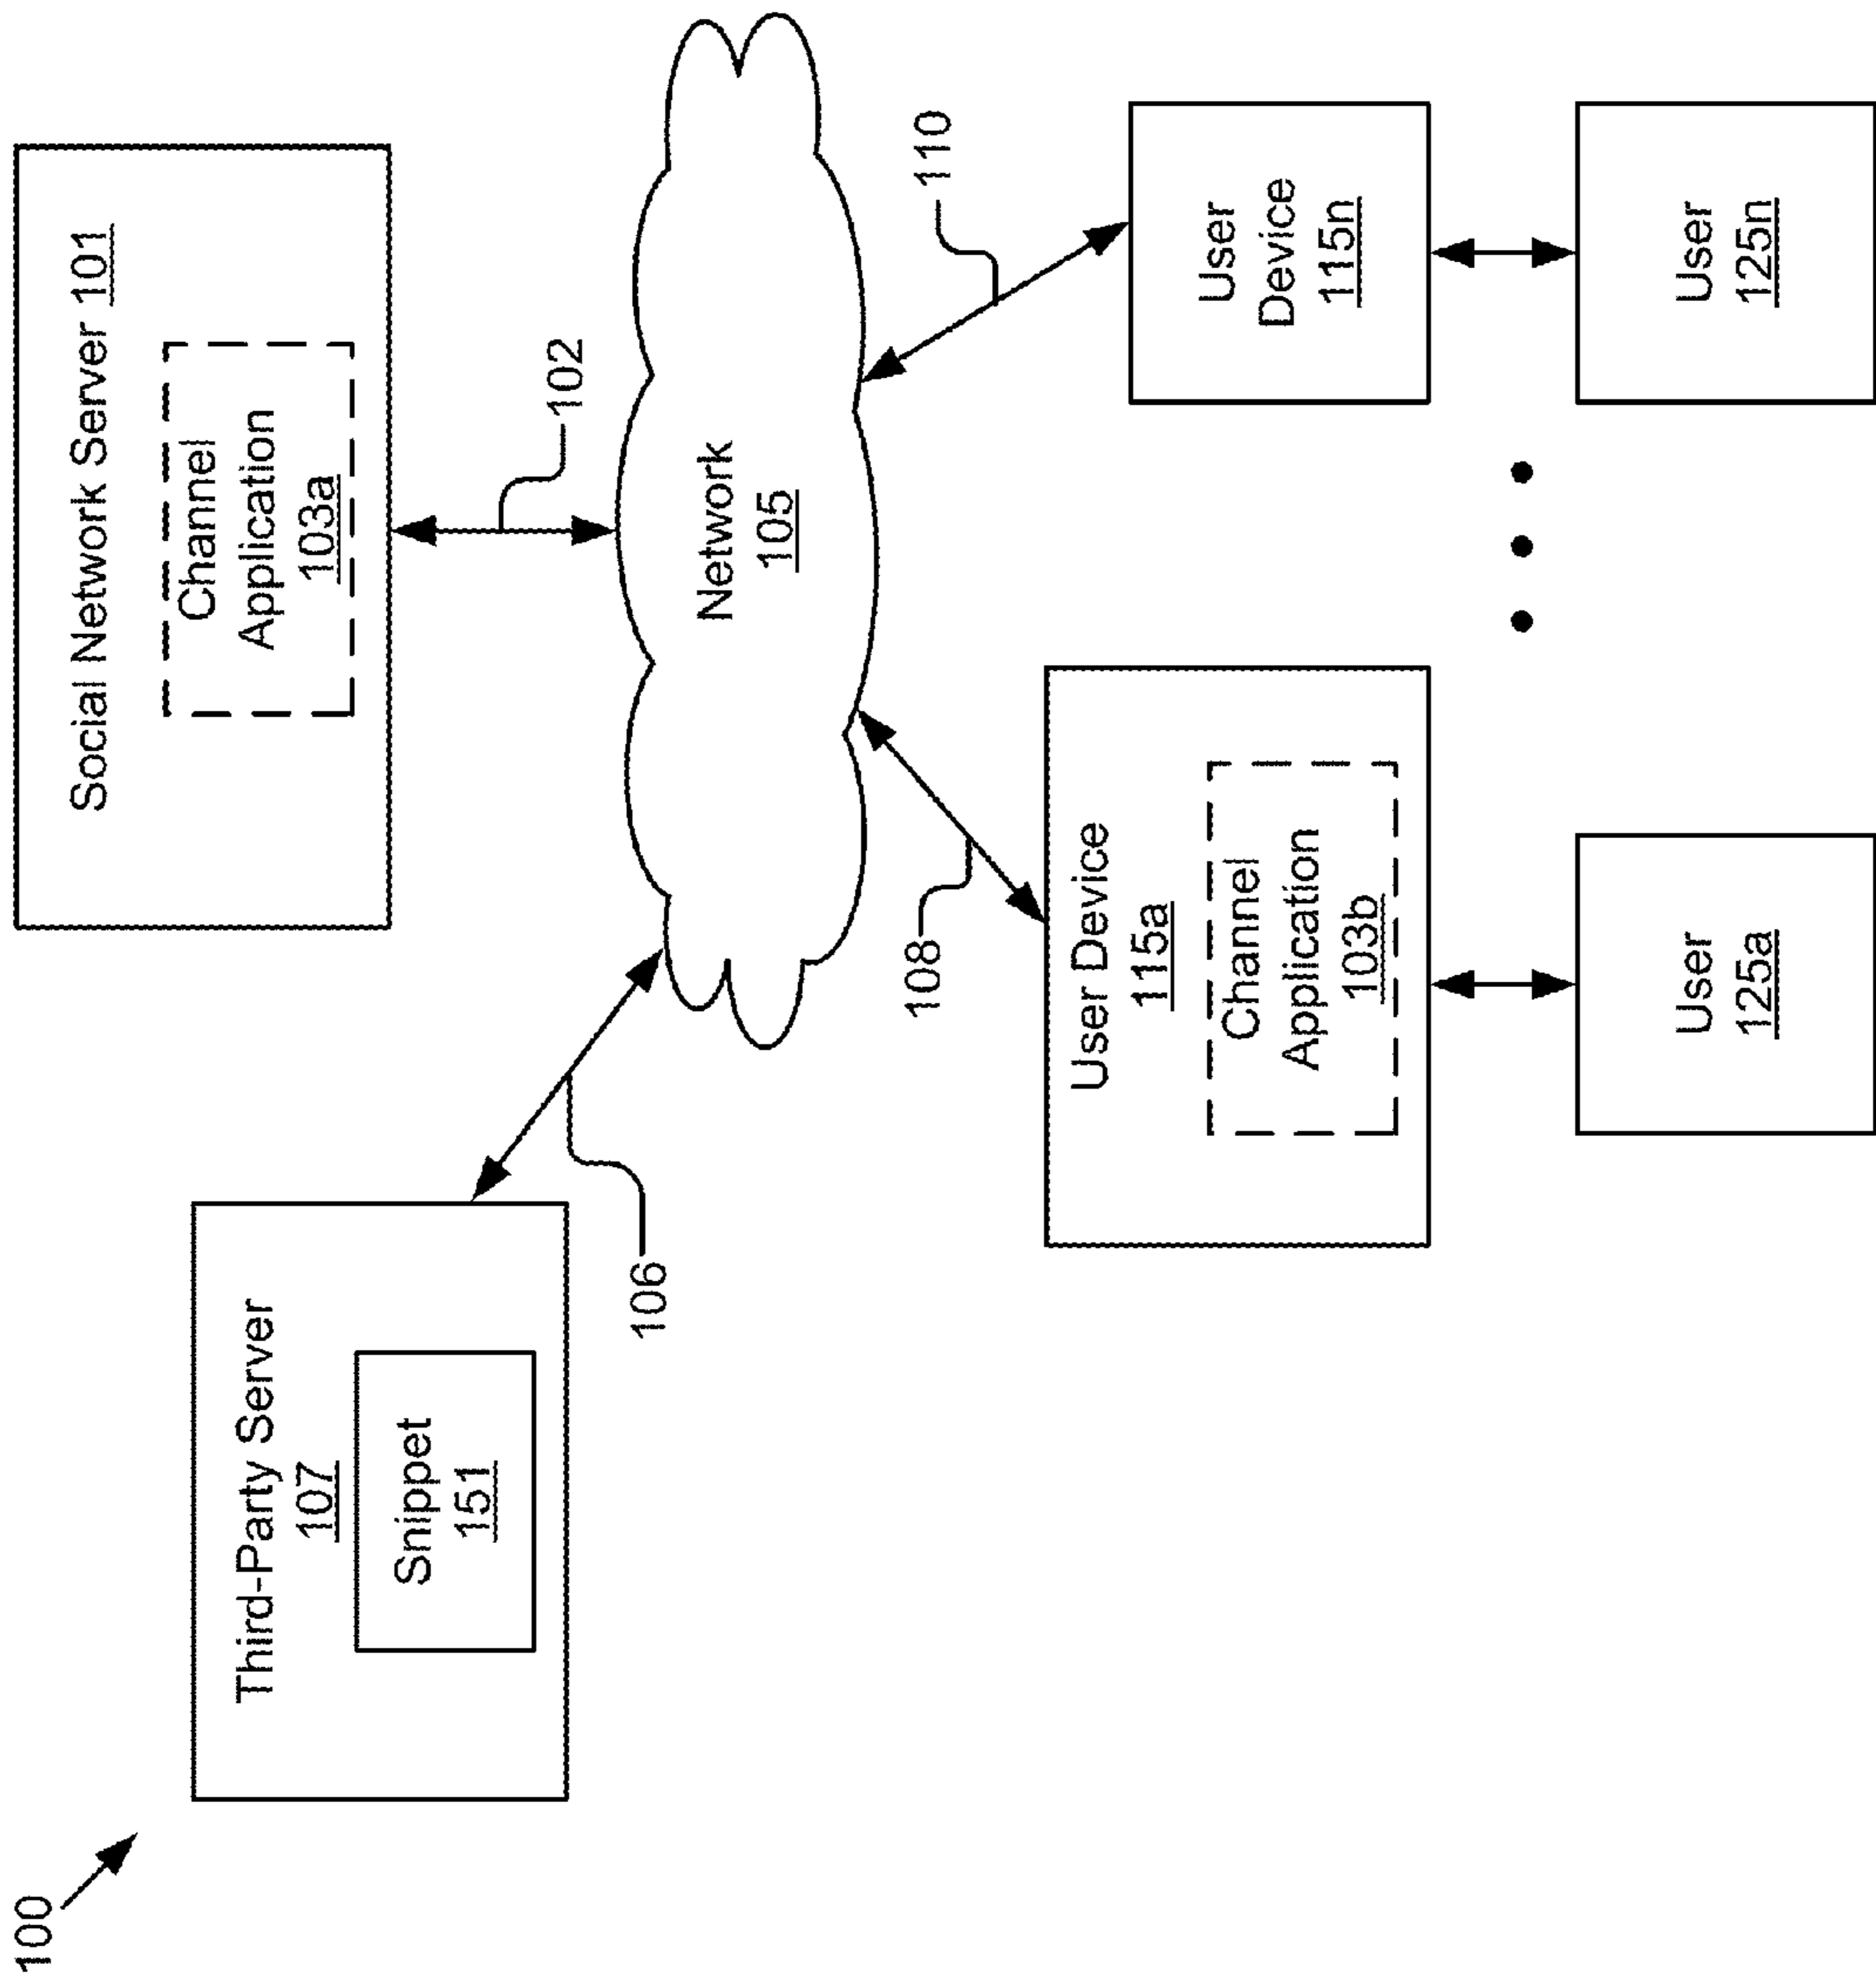 100
Social Network Server 101
Channel
Application
103a
Third-Party Server
107
Snippet
151
102
106
Network
105
108
110
User Device
115a
Channel
Application
103b
User
Device
115n
User
125a
User
125n